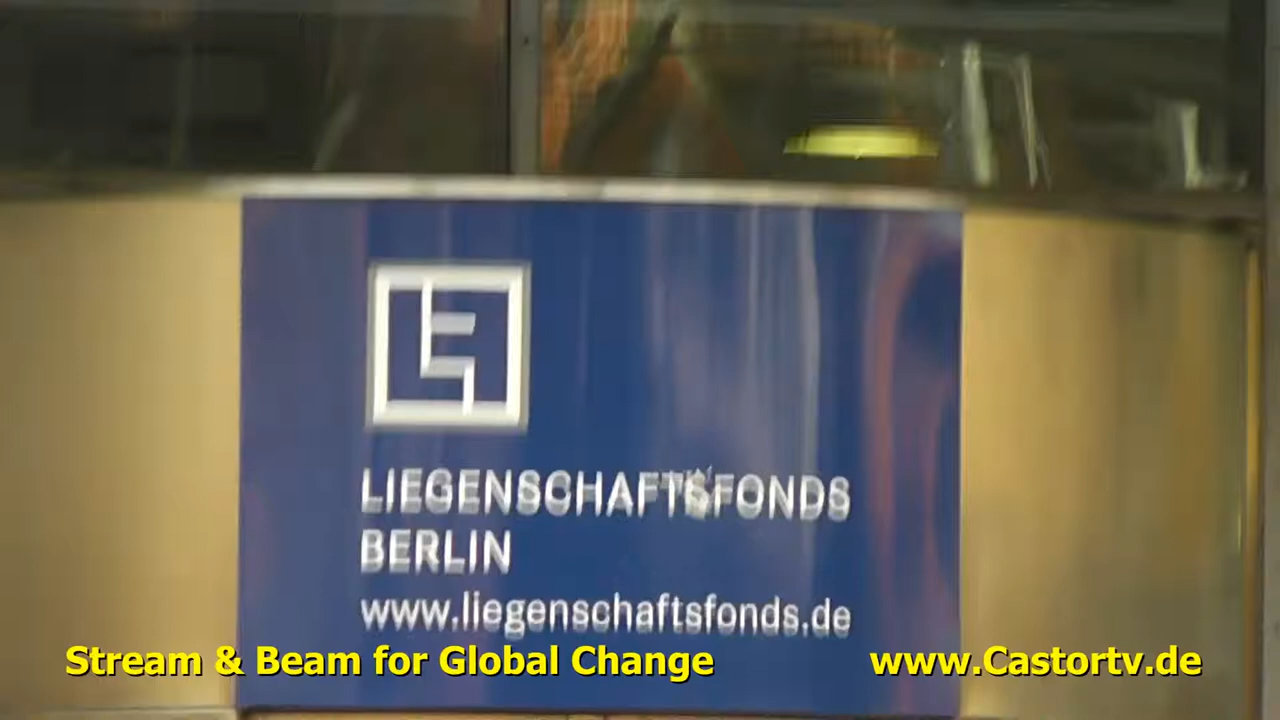 LIEGENSCHAFTSFONDS
BERLIN
www.liegenschaftsfonds.de
Stream & Beam for Global Change
www.Castortv.de